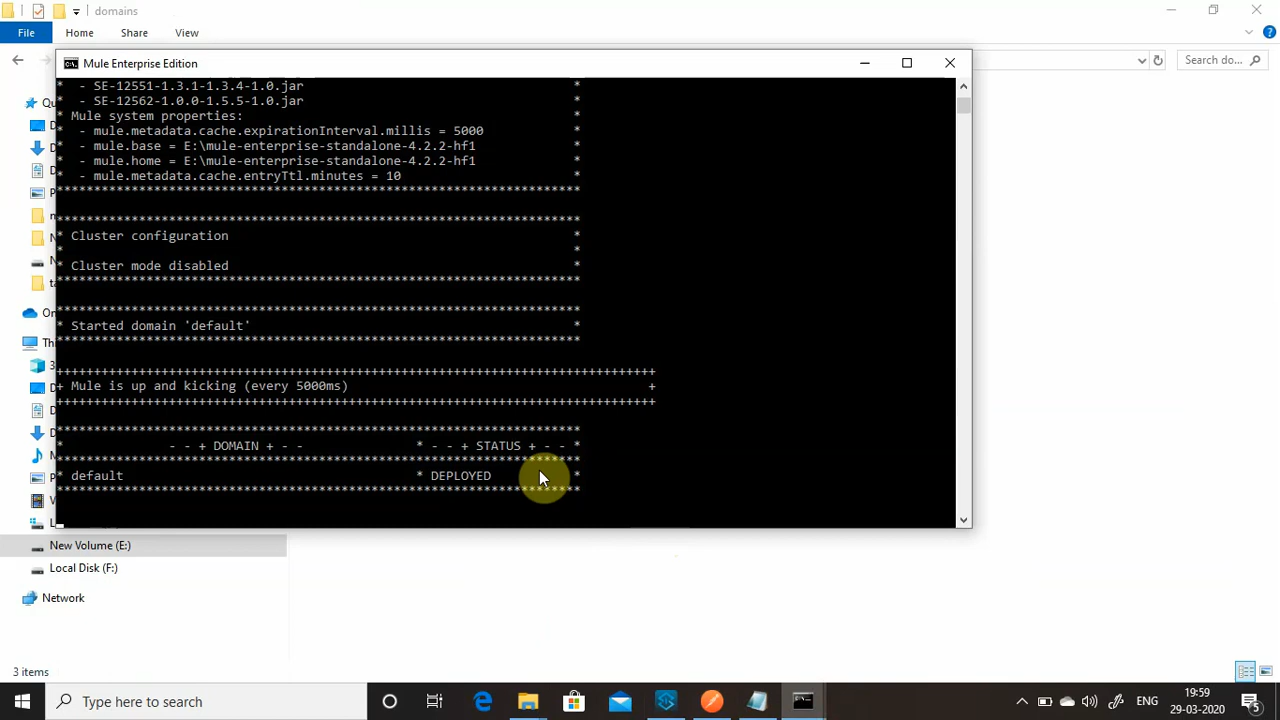 domains
File
Home
Share
View
Search do...
Mule Enterprise Edition
* - SE-12551-1.3.1-1.3.4-1.0.jar *
* - SE-12562-1.0.0-1.5.5-1.0.jar *
* Mule system properties: *
* - mule.metadata.cache.expirationInterval.millis = 5000 *
* - mule.base = E:\mule-enterprise-standalone-4.2.2-hf1 *
* - mule.home = E:\mule-enterprise-standalone-4.2.2-hf1 *
* - mule.metadata.cache.entryTtl.minutes = 10 *
**********************************************************************
**********************************************************************
* Cluster configuration *
* *
* Cluster mode disabled *
**********************************************************************
**********************************************************************
* Started domain 'default' *
**********************************************************************
++++++++++++++++++++++++++++++++++++++++++++++++++++++++++++++++++++++++++++++++
+ Mule is up and kicking (every 5000ms) +
++++++++++++++++++++++++++++++++++++++++++++++++++++++++++++++++++++++++++++++++
**********************************************************************
* - - + DOMAIN + - - * - - + STATUS + - - *
**********************************************************************
* default * DEPLOYED *
**********************************************************************
Qu
On
Th
New Volume (E:)
Local Disk (F:)
Network
3 items
Type here to search
ENG
19:59
29-03-2020
5